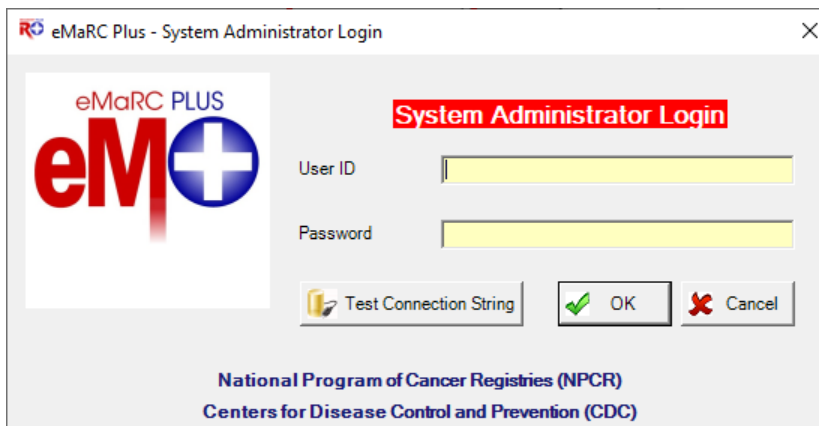 eMaRC Plus - System Administrator Login
eMaRC PLUS
eM
System Administrator Login
User ID
Password
Test Connection String
OK
Cancel
National Program of Cancer Registries (NPCR)
Centers for Disease Control and Prevention (CDC)